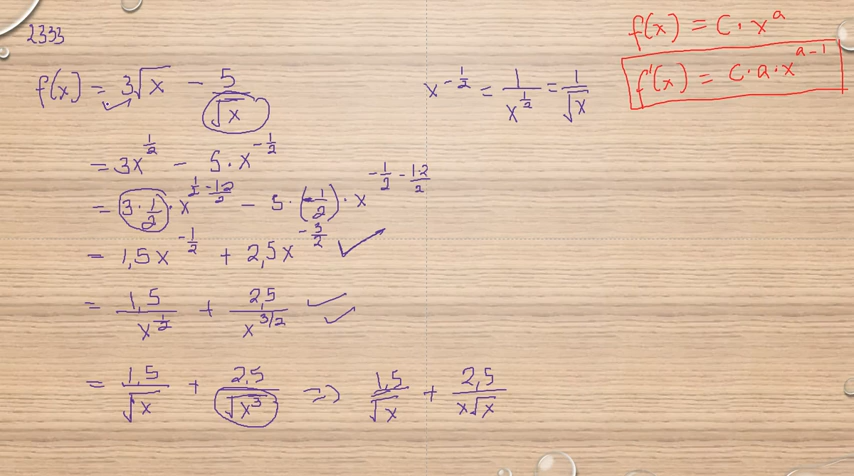 2333
f(x) = C · x^a
f'(x) = C · a · x^(a-1)
f(x) = 3√x - 5/√x
x^(-1/2) = 1/x^(1/2) = 1/√x
= 3x^(1/2) - 5 · x^(-1/2)
= 3 · 1/2 · x^(1/2 - 12/2) - 5 · (-1/2) · x^(-1/2 - 12/2)
= 1,5x^(-1/2) + 2,5x^(-3/2)
= 1,5/x^(1/2) + 2,5/x^(3/2)
= 1,5/√x + 2,5/√x³ => 1,5/√x + 2,5/x√x